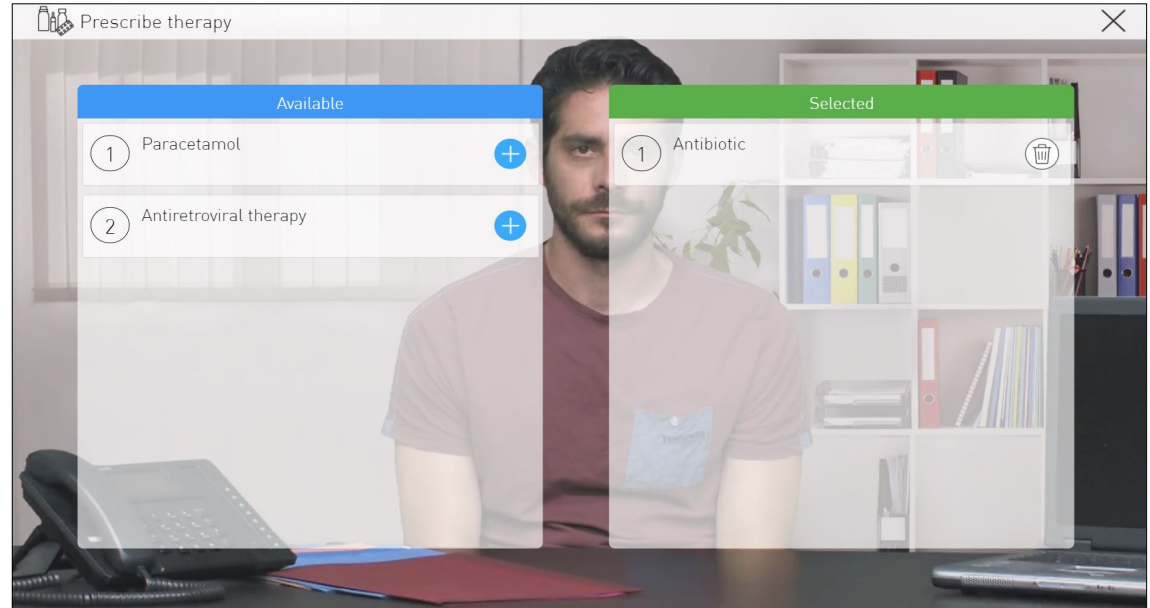 Prescribe therapy
Available
1 Paracetamol
2 Antiretroviral therapy
Selected
1 Antibiotic